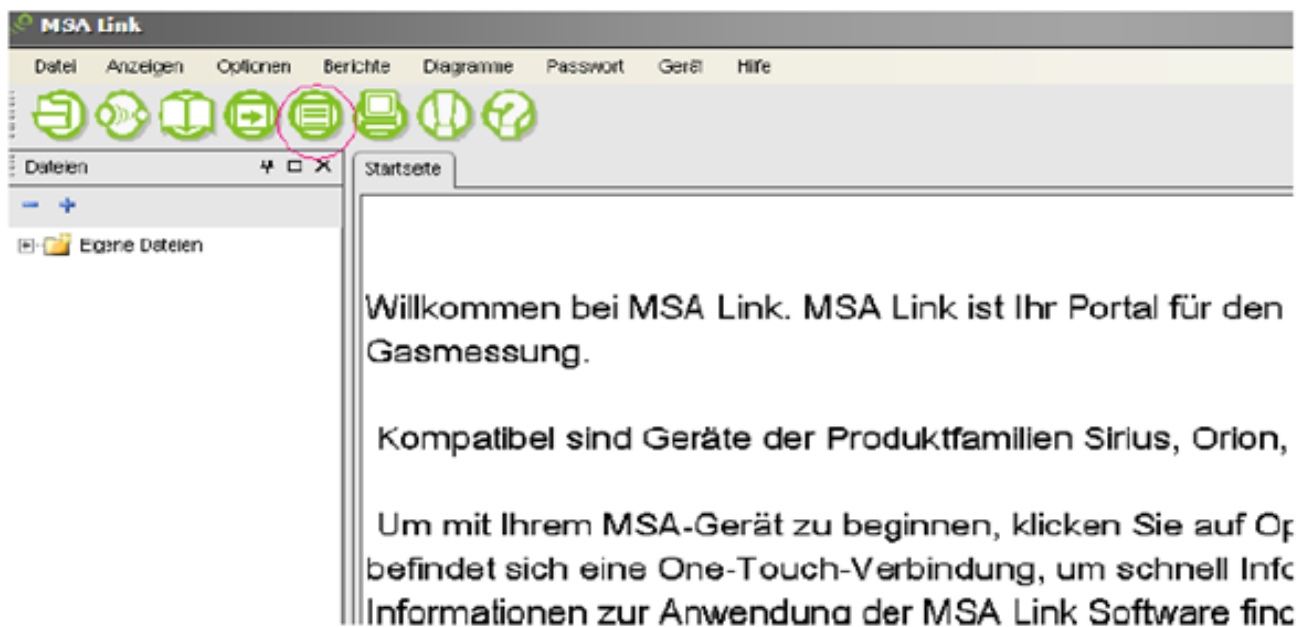 MSA Link
Datei Anzeigen Optionen Berichte Diagramme Passwort Gerät Hilfe
Dateien
Startseite
Eigene Dateien
Willkommen bei MSA Link. MSA Link ist Ihr Portal für den
Gasmessung.
Kompatibel sind Geräte der Produktfamilien Sirius, Orion,
Um mit Ihrem MSA-Gerät zu beginnen, klicken Sie auf Op
befindet sich eine One-Touch-Verbindung, um schnell Info
Informationen zur Anwendung der MSA Link Software find